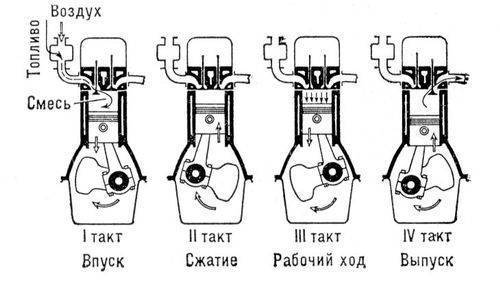 Воздух
Топливо
Смесь
I такт
Впуск
II такт
Сжатие
III такт
Рабочий ход
IV такт
Выпуск